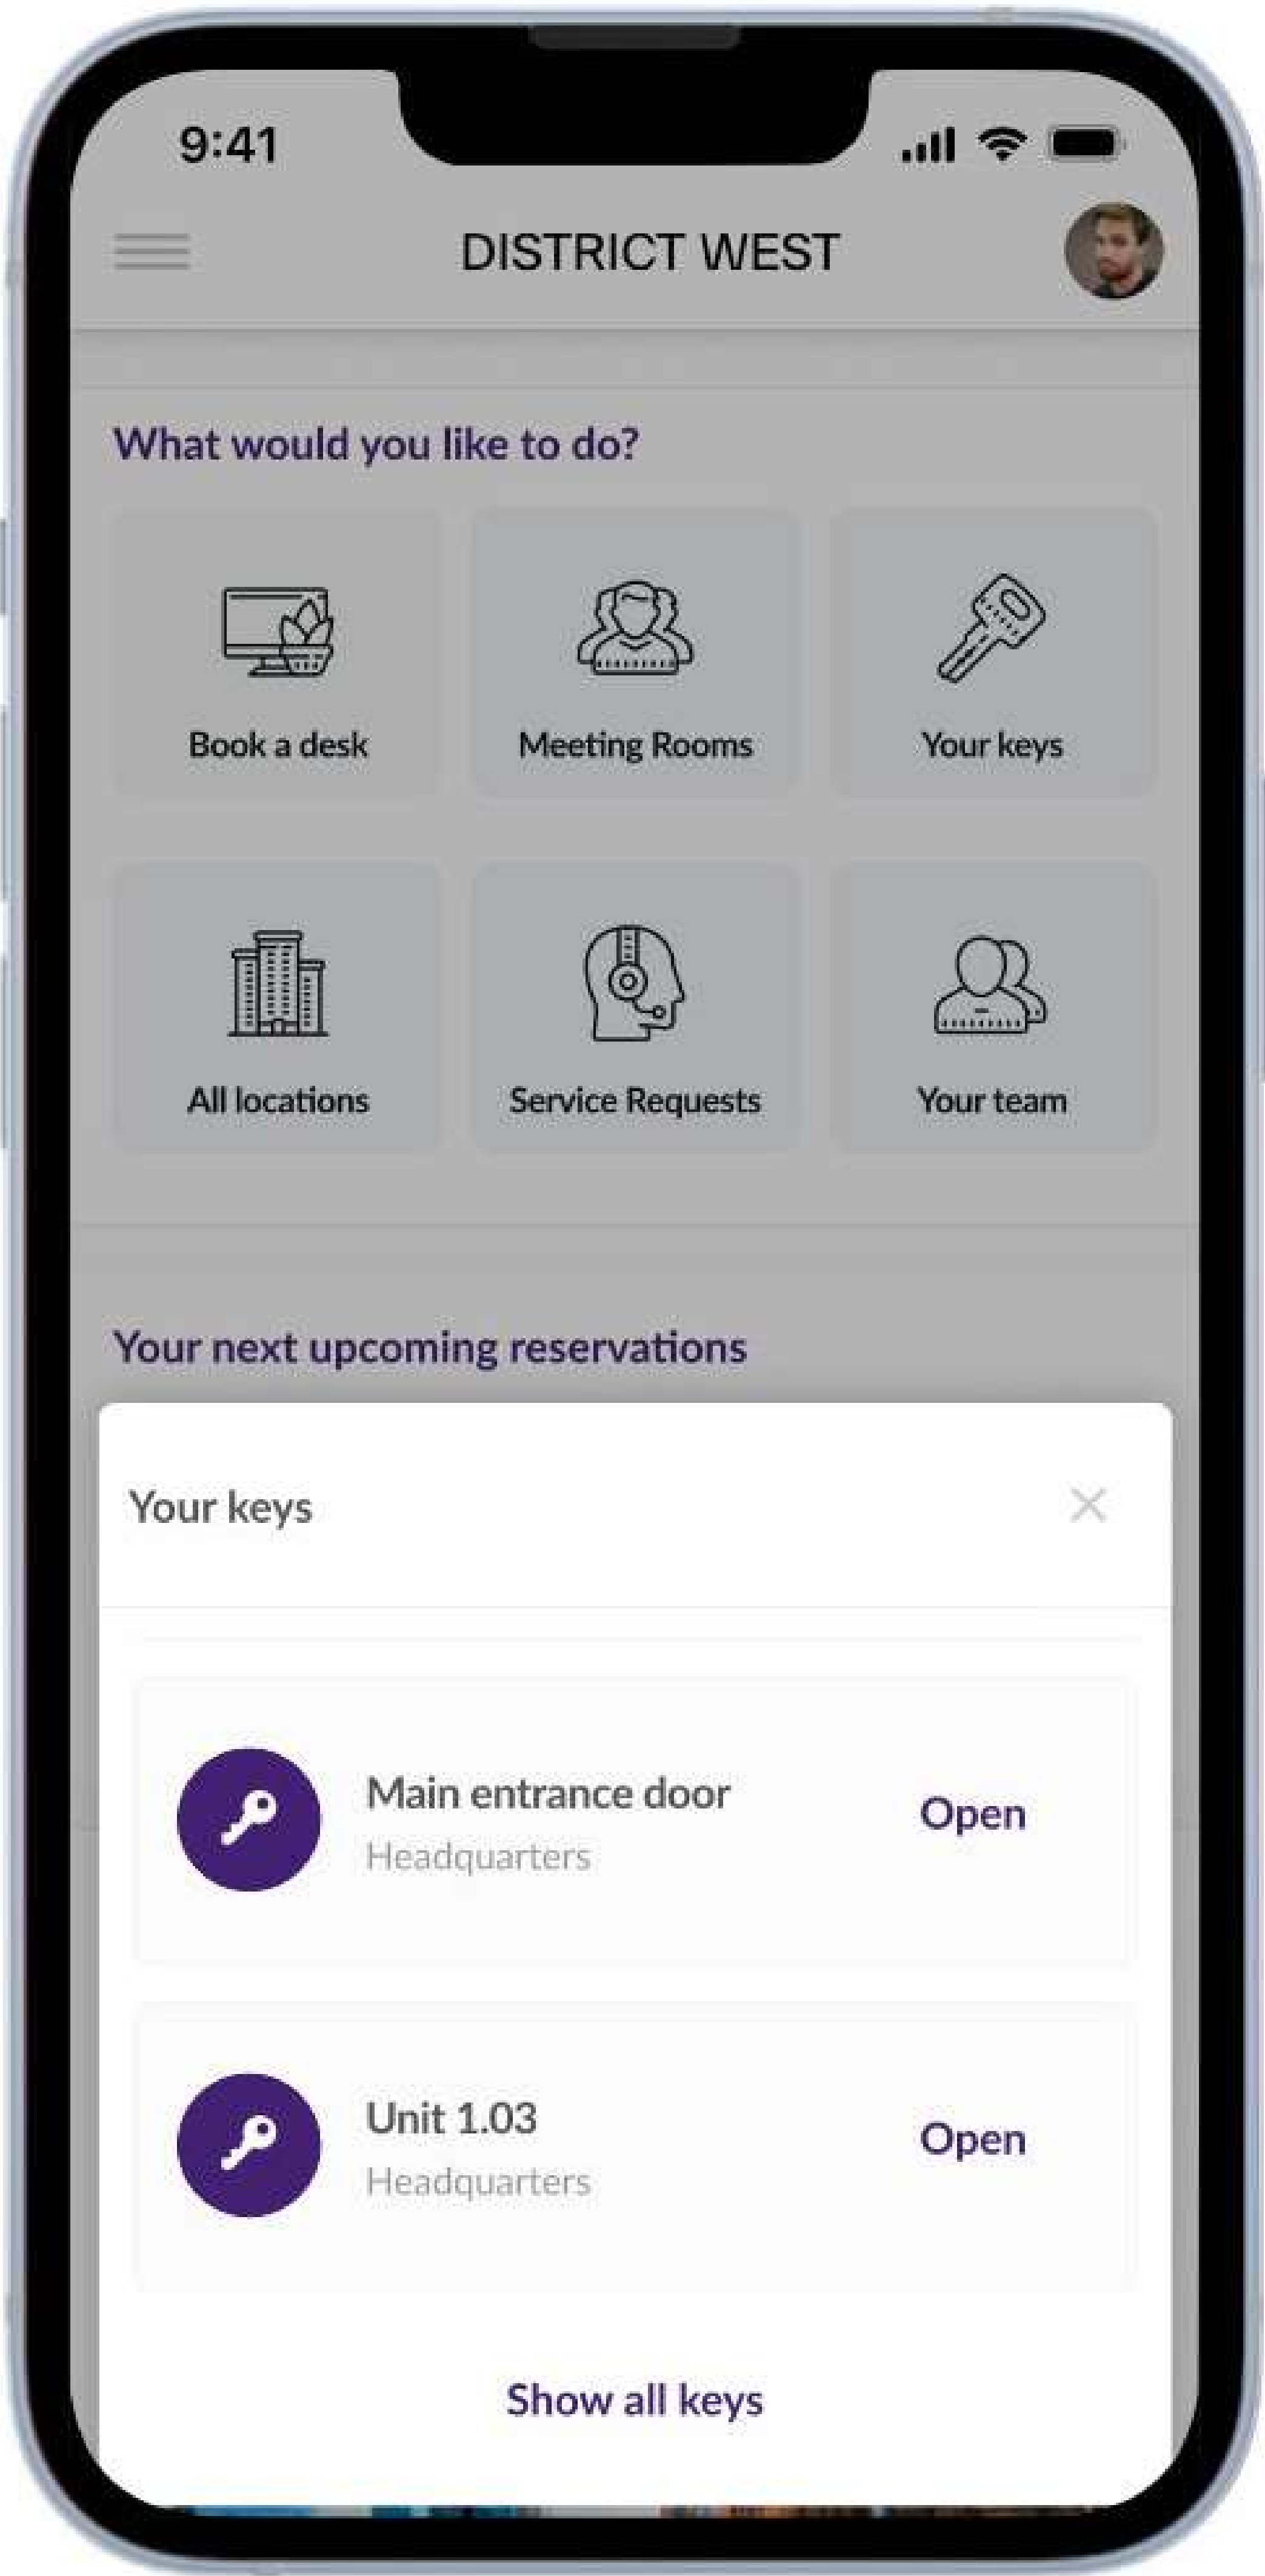 9:41
DISTRICT WEST
What would you like to do?
Book a desk
Meeting Rooms
Your keys
All locations
Service Requests
Your team
Your next upcoming reservations
Your keys
Main entrance door
Headquarters
Open
Unit 1.03
Headquarters
Open
Show all keys